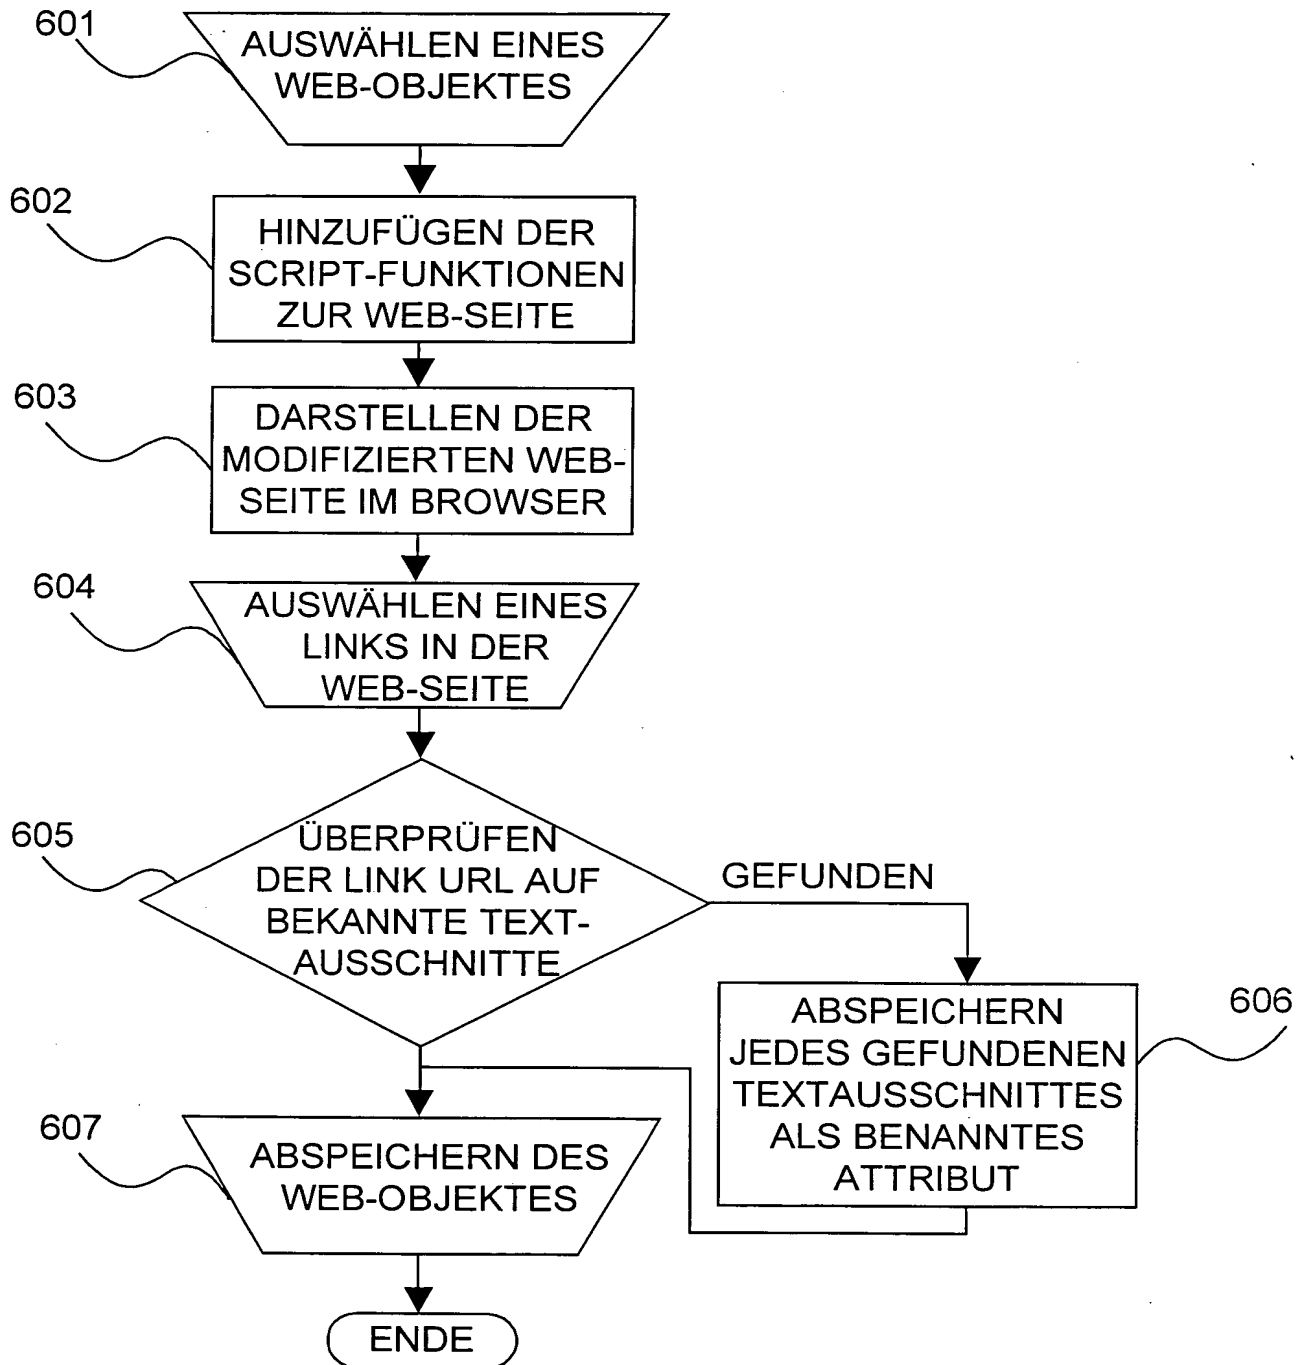 601
AUSWÄHLEN EINES
WEB-OBJEKTES
602
HINZUFÜGEN DER
SCRIPT-FUNKTIONEN
ZUR WEB-SEITE
603
DARSTELLEN DER
MODIFIZIERTEN WEB-
SEITE IM BROWSER
604
AUSWÄHLEN EINES
LINKS IN DER
WEB-SEITE
605
ÜBERPRÜFEN
DER LINK URL AUF
BEKANNTE TEXT-
AUSSCHNITTE
GEFUNDEN
606
ABSPEICHERN
JEDES GEFUNDENEN
TEXTAUSSCHNITTES
ALS BENANNTES
ATTRIBUT
607
ABSPEICHERN DES
WEB-OBJEKTES
ENDE